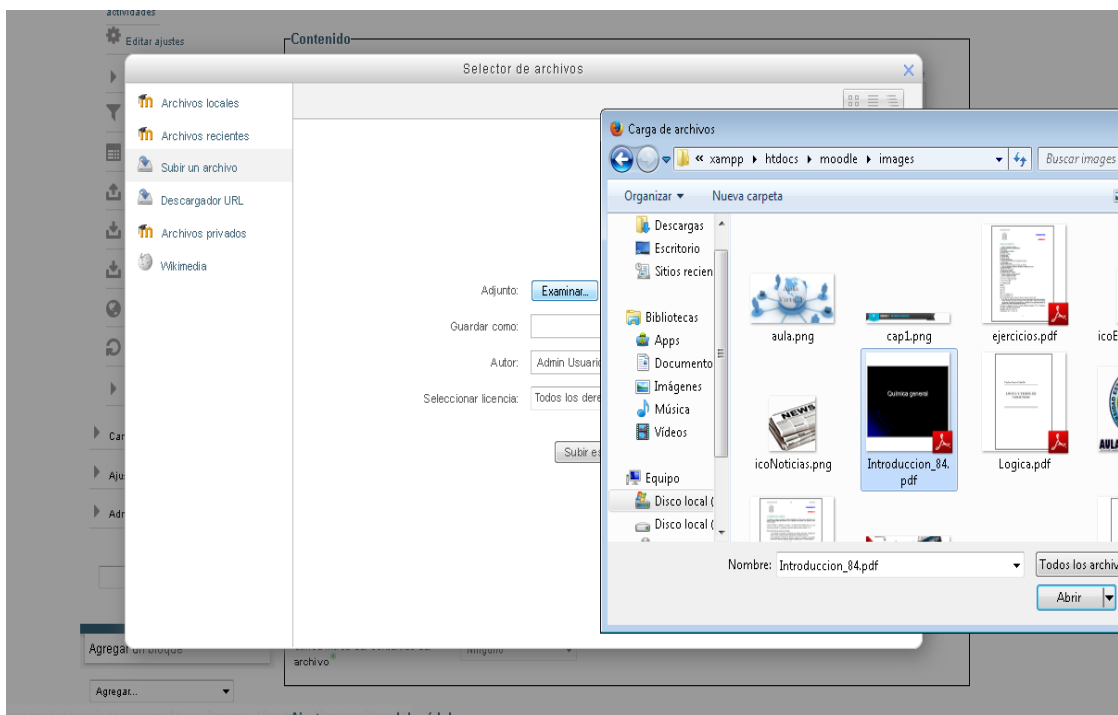 actividades
Editar ajustes
Contenido
Selector de archivos
Archivos locales
Archivos recientes
Subir un archivo
Descargador URL
Archivos privados
Wikimedia
Adjunto: Examinar...
Guardar como:
Autor: Admin Usuario
Seleccionar licencia: Todos los dere
Subir es
Carga de archivos
« xampp htdocs moodle images
Buscar images
Organizar Nueva carpeta
Descargas
Escritorio
Sitios recien
Bibliotecas
Apps
Documento
Imágenes
Música
Vídeos
Equipo
Disco local (
Disco local (
aula.png
cap1.png
ejercicios.pdf
icoE
NEWS
icoNoticias.png
Química general
Introduccion_84.
pdf
Logica.pdf
AULA
Nombre: Introduccion_84.pdf
Todos los archiv
Abrir
Car
Aju
Adr
Agregar un bloque
Agregar...
archivo
Ninguno